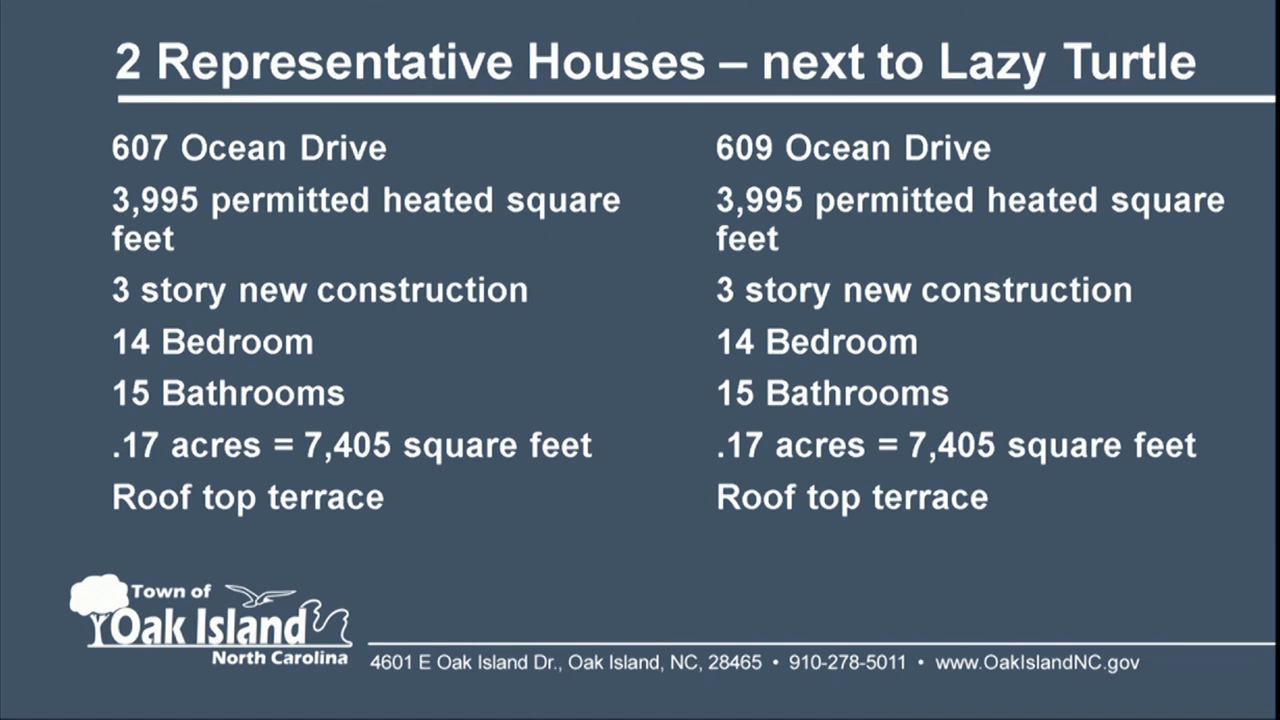 2 Representative Houses – next to Lazy Turtle
607 Ocean Drive
3,995 permitted heated square
feet
3 story new construction
14 Bedroom
15 Bathrooms
.17 acres = 7,405 square feet
Roof top terrace
609 Ocean Drive
3,995 permitted heated square
feet
3 story new construction
14 Bedroom
15 Bathrooms
.17 acres = 7,405 square feet
Roof top terrace
Town of
Oak Island
North Carolina
4601 E Oak Island Dr., Oak Island, NC, 28465 • 910-278-5011 • www.OakIslandNC.gov